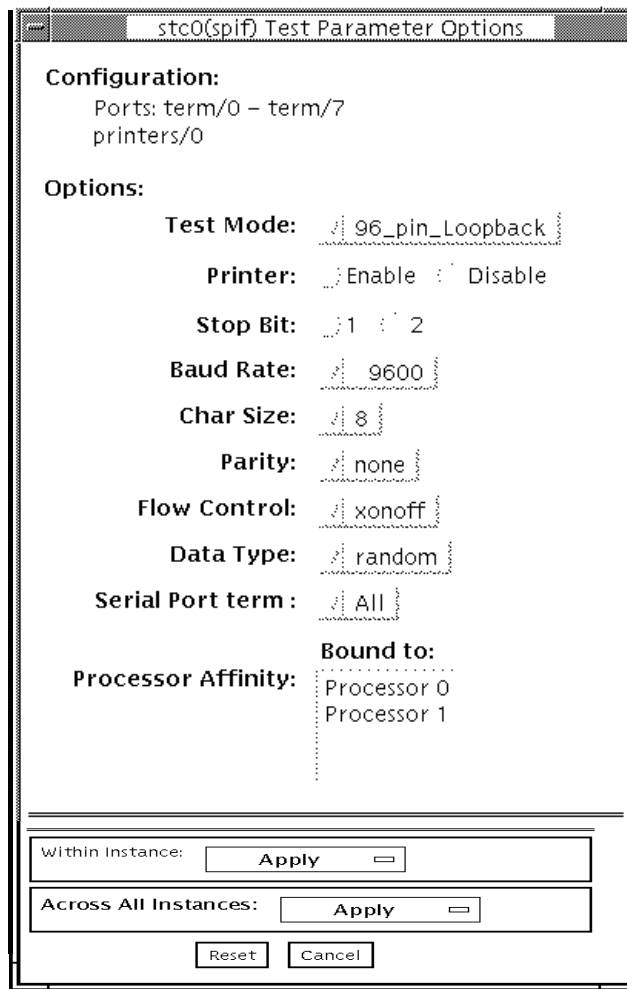 stc0(spif) Test Parameter Options
Configuration:
Ports: term/0 – term/7
printers/0
Options:
Test Mode: 96_pin_Loopback
Printer: Enable Disable
Stop Bit: 1 2
Baud Rate: 9600
Char Size: 8
Parity: none
Flow Control: xonoff
Data Type: random
Serial Port term : All
Bound to:
Processor Affinity: Processor 0
Processor 1
Within Instance: Apply
Across All Instances: Apply
Reset Cancel